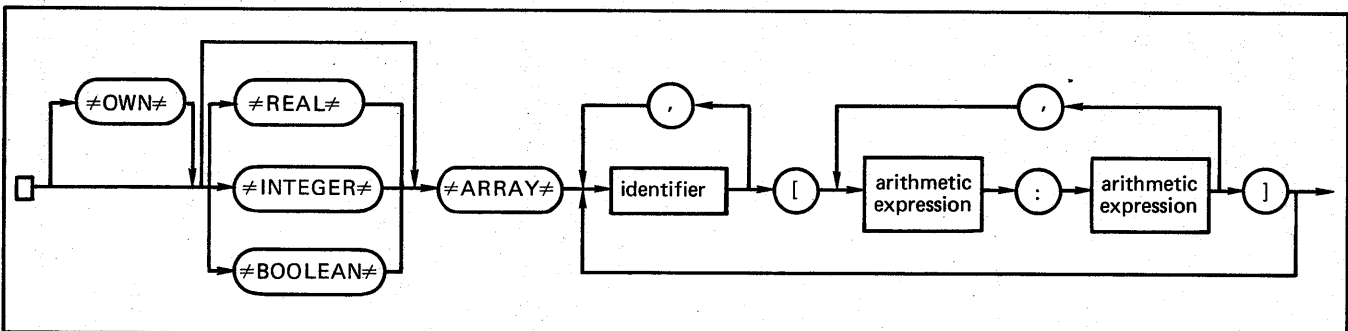 ≠OWN≠
≠REAL≠
,
,
≠INTEGER≠
≠ARRAY≠
identifier
[
arithmetic
expression
:
arithmetic
expression
]
≠BOOLEAN≠